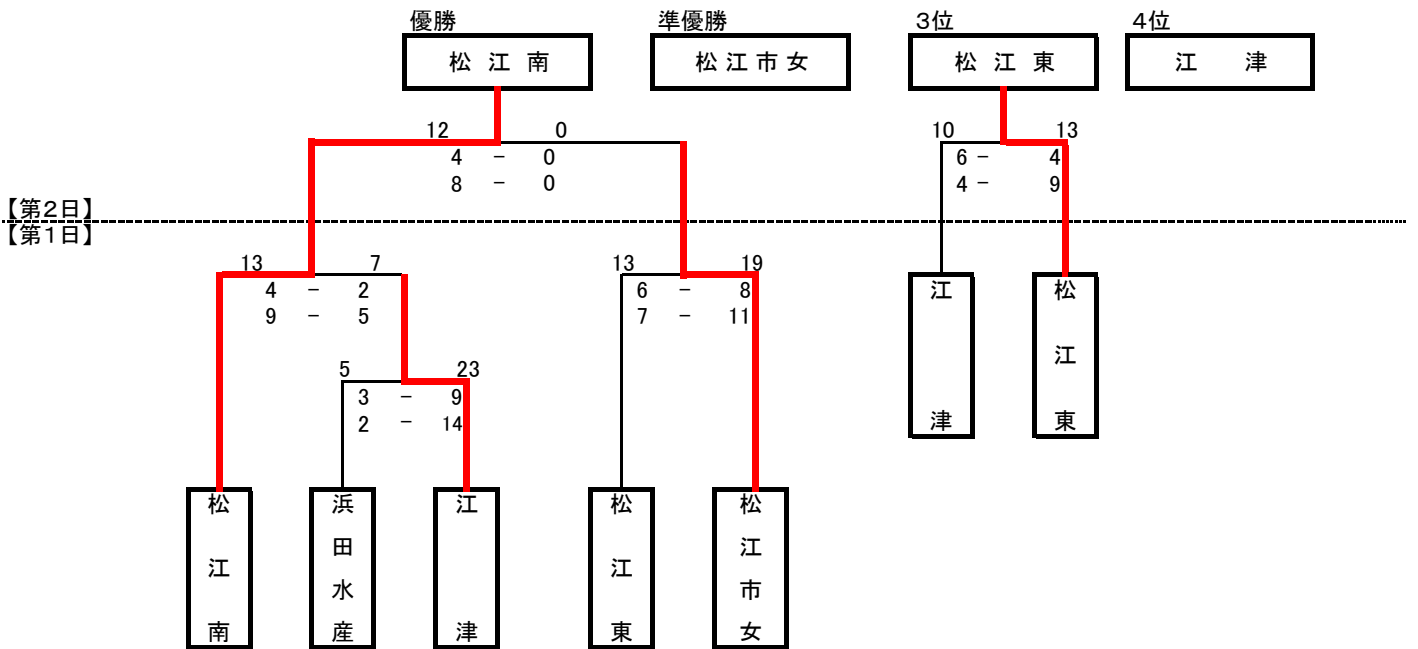 優勝 準優勝 3位 4位
松江南 松江市女 松江東 江津
12 0 10 13
4 - 0 6 - 4
8 - 0 4 - 9
【第2日】
【第1日】
13 7 13 19
4 - 2 6 - 8
9 - 5 7 - 11
江津 松江東
5 23
3 - 9
2 - 14
松江南 浜田水産 江津 松江東 松江市女